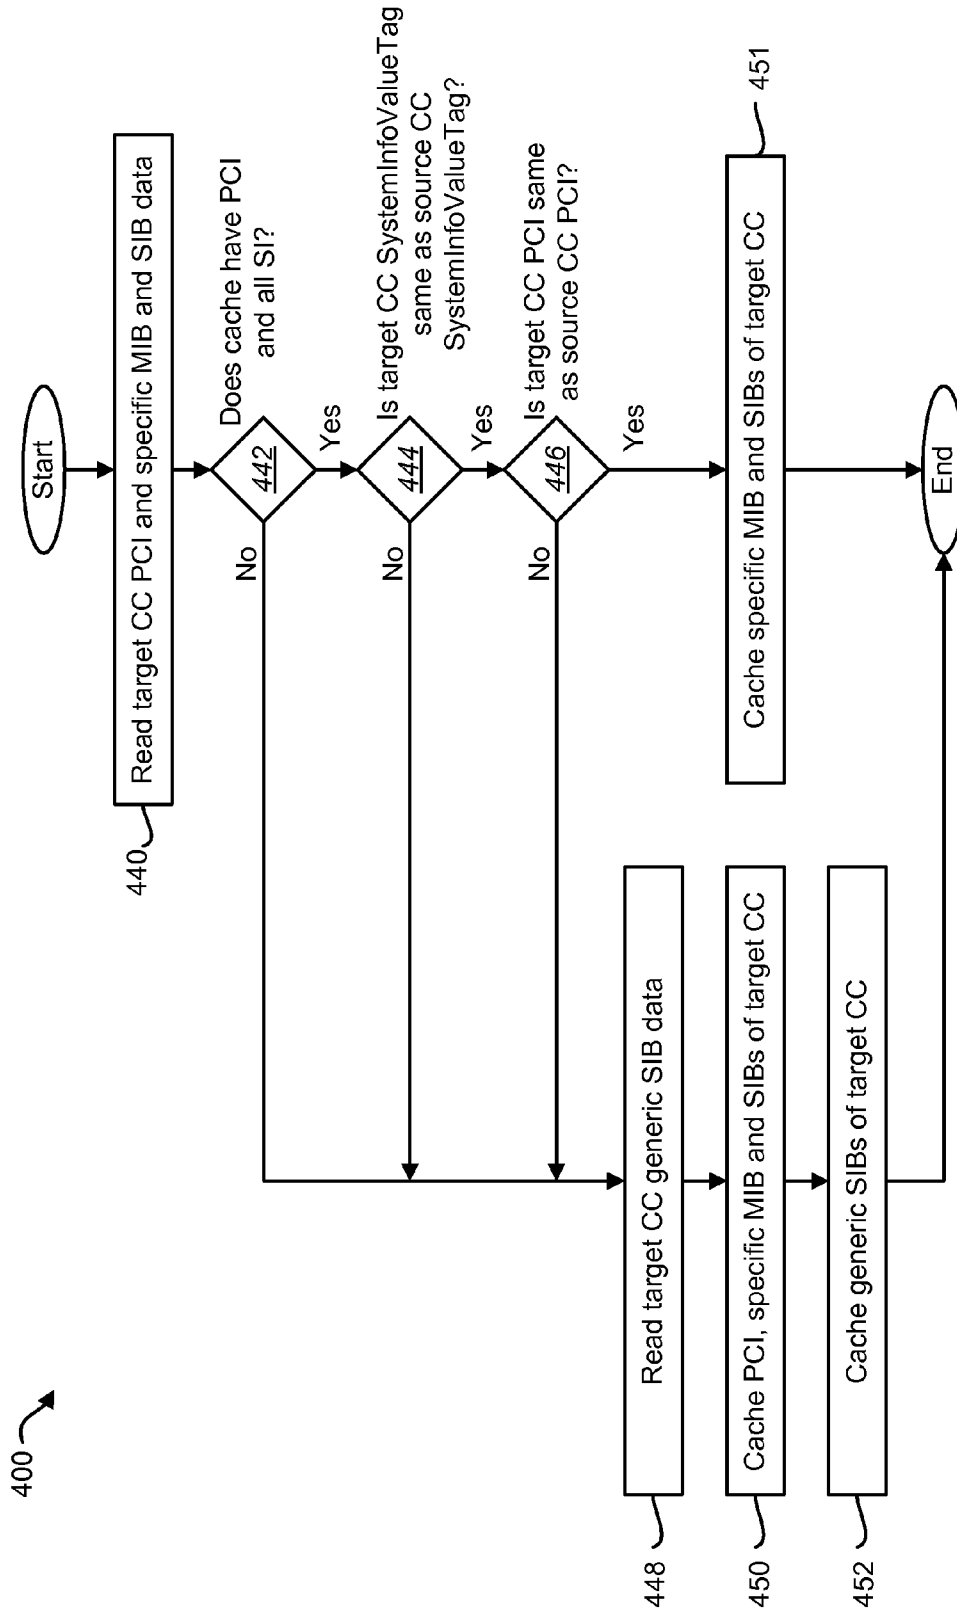 400
Start
Read target CC PCI and specific MIB and SIB data
440
Does cache have PCI
and all SI?
442
No
Yes
Is target CC SystemInfoValueTag
same as source CC
SystemInfoValueTag?
444
No
Yes
Is target CC PCI same
as source CC PCI?
446
No
Yes
Read target CC generic SIB data
448
Cache PCI, specific MIB and SIBs of target CC
450
Cache specific MIB and SIBs of target CC
451
Cache generic SIBs of target CC
452
End